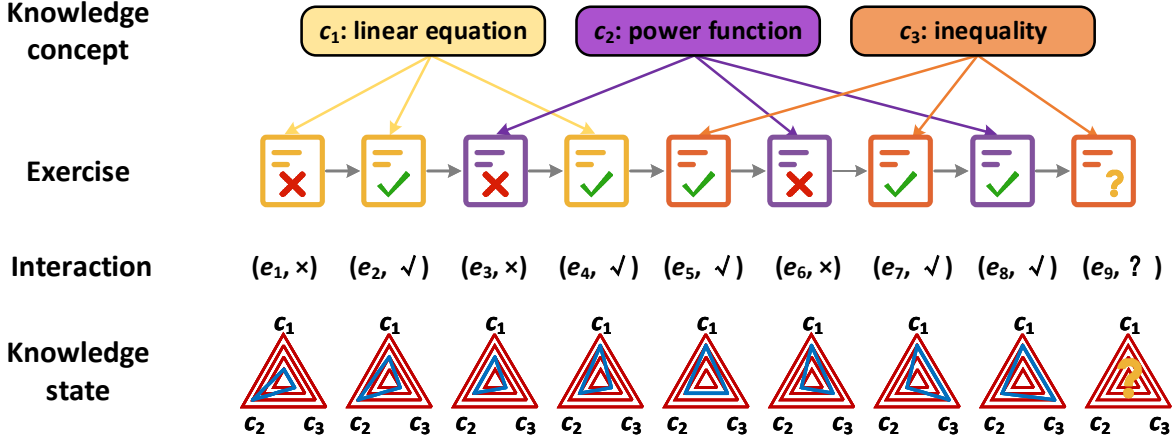 Knowledge
concept
c1: linear equation
c2: power function
c3: inequality
Exercise
?
Interaction
(e1, ×) (e2, √) (e3, ×) (e4, √) (e5, √) (e6, ×) (e7, √) (e8, √) (e9, ?)
Knowledge
state
c1 c1 c1 c1 c1 c1 c1 c1 c1
?
c2 c3 c2 c3 c2 c3 c2 c3 c2 c3 c2 c3 c2 c3 c2 c3 c2 c3